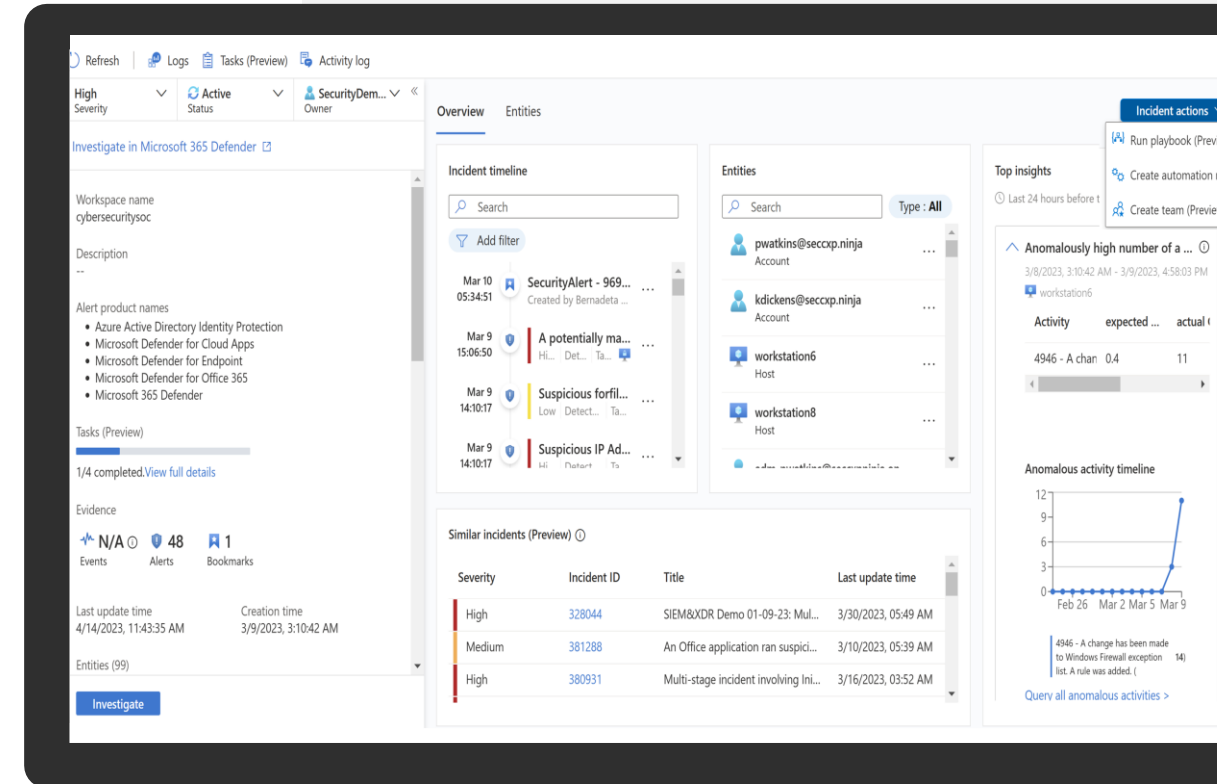 Refresh Logs Tasks (Preview) Activity log
High
Severity
Active
Status
SecurityDem...
Owner
Investigate in Microsoft 365 Defender
Workspace name
cybersecuritysoc
Description
--
Alert product names
• Azure Active Directory Identity Protection
• Microsoft Defender for Cloud Apps
• Microsoft Defender for Endpoint
• Microsoft Defender for Office 365
• Microsoft 365 Defender
Tasks (Preview)
1/4 completed.View full details
Evidence
N/A 48 1
Events Alerts Bookmarks
Last update time Creation time
4/14/2023, 11:43:35 AM 3/9/2023, 3:10:42 AM
Entities (99)
Investigate
Overview Entities
Incident actions
Run playbook (Previ
Create automation r
Create team (Previe
Incident timeline
Search
Add filter
Mar 10
05:34:51
SecurityAlert - 969... ...
Created by Bernadeta ...
Mar 9
15:06:50
A potentially ma... ...
Hi... Det... Ta...
Mar 9
14:10:17
Suspicious forfil... ...
Low Detect... Ta...
Mar 9
14:10:17
Suspicious IP Ad... ...
Entities
Search Type : All
pwatkins@seccxp.ninja ...
Account
kdickens@seccxp.ninja ...
Account
workstation6 ...
Host
workstation8 ...
Host
Top insights
Last 24 hours before t
Anomalously high number of a ...
3/8/2023, 3:10:42 AM - 3/9/2023, 4:58:03 PM
workstation6
Activity expected ... actual
4946 - A chan 0.4 11
Anomalous activity timeline
12
9
6
3
0
Feb 26 Mar 2 Mar 5 Mar 9
4946 - A change has been made
to Windows Firewall exception 14)
list. A rule was added. (
Query all anomalous activities >
Similar incidents (Preview)
Severity Incident ID Title Last update time
High 328044 SIEM&XDR Demo 01-09-23: Mul... 3/30/2023, 05:49 AM
Medium 381288 An Office application ran suspici... 3/10/2023, 05:39 AM
High 380931 Multi-stage incident involving Ini... 3/16/2023, 03:52 AM